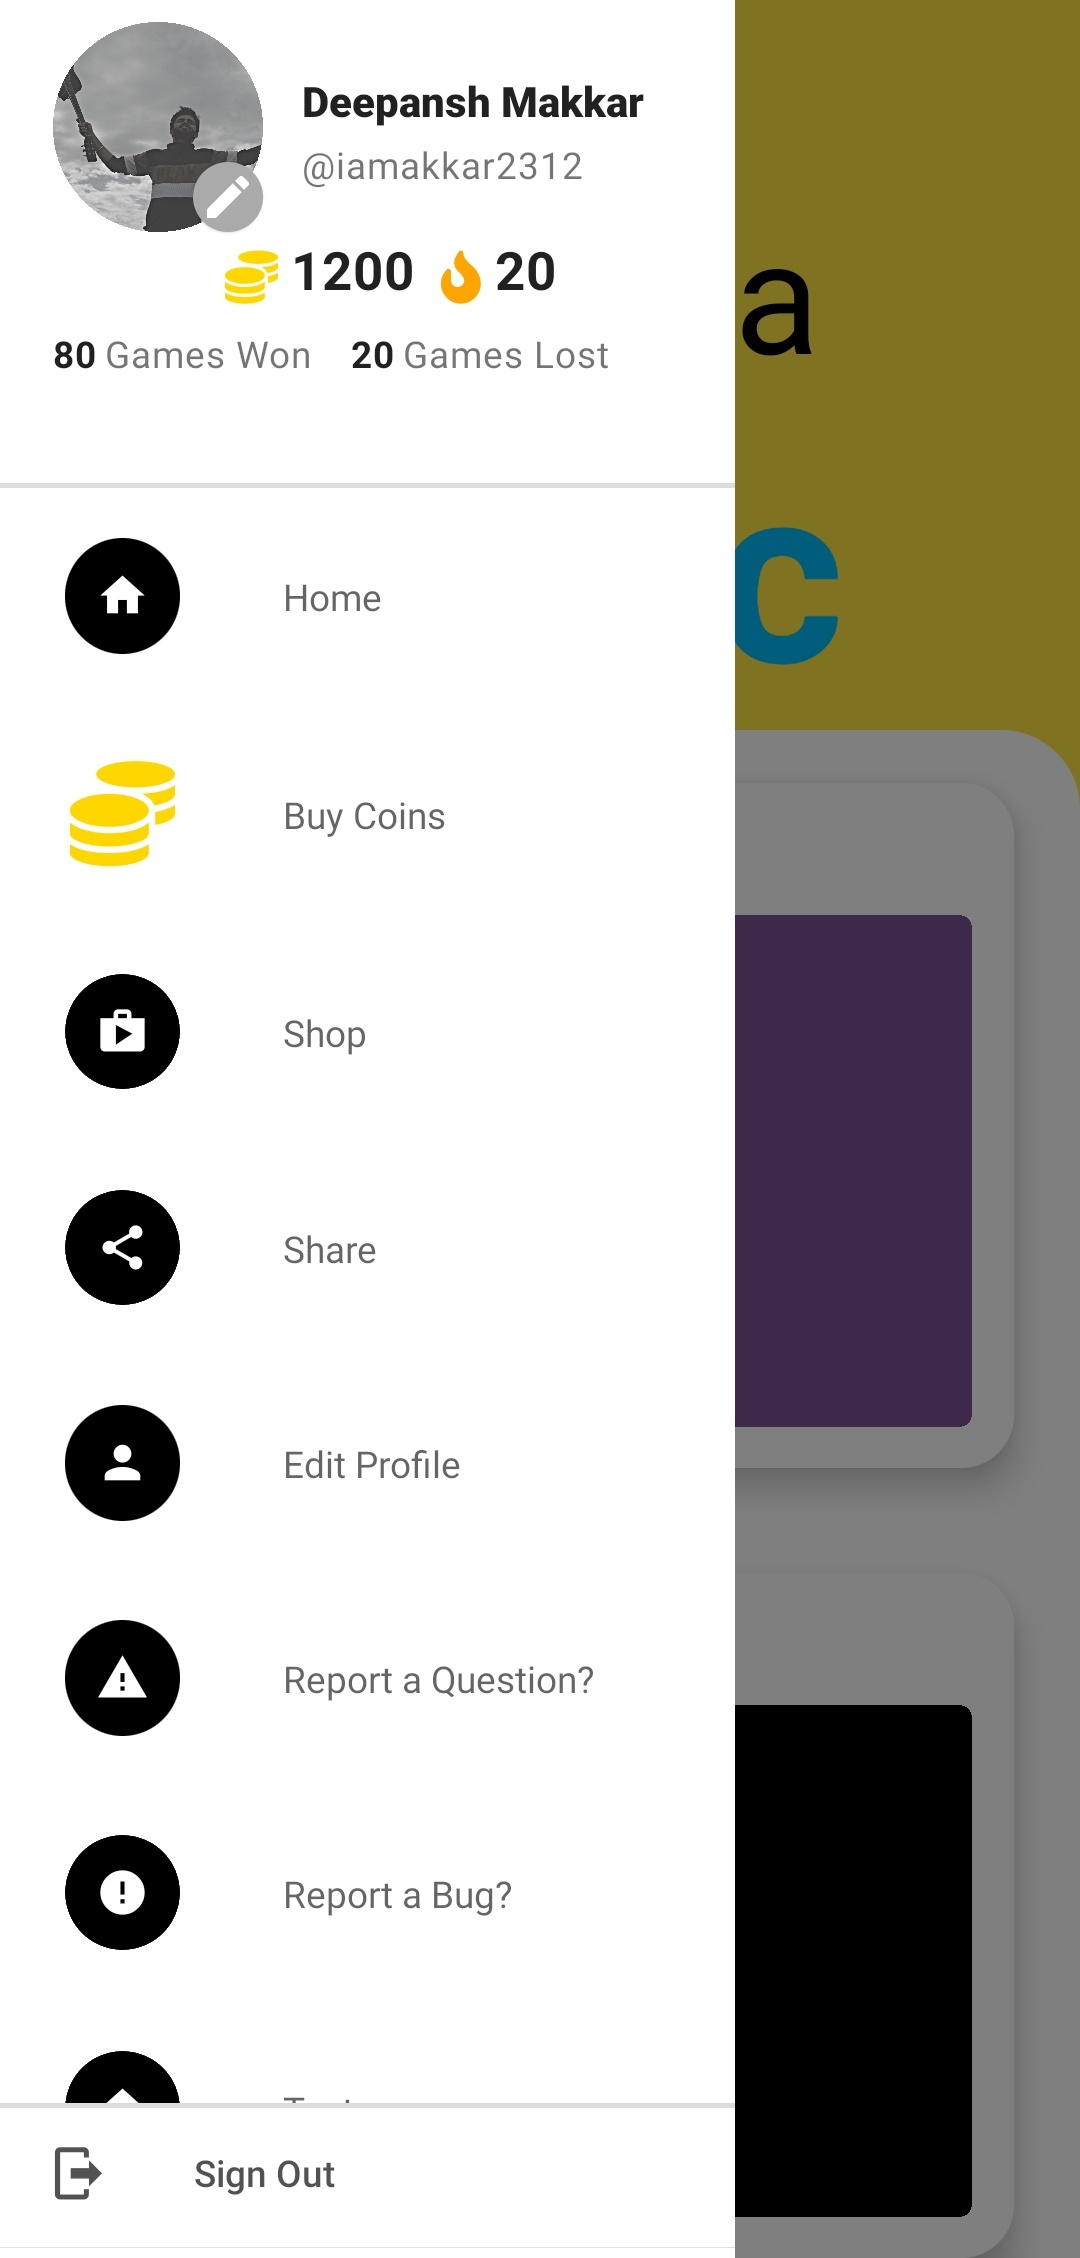 Deepansh Makkar
@iamakkar2312
1200 20
80 Games Won 20 Games Lost
a
c
Home
Buy Coins
Shop
Share
Edit Profile
Report a Question?
Report a Bug?
Sign Out